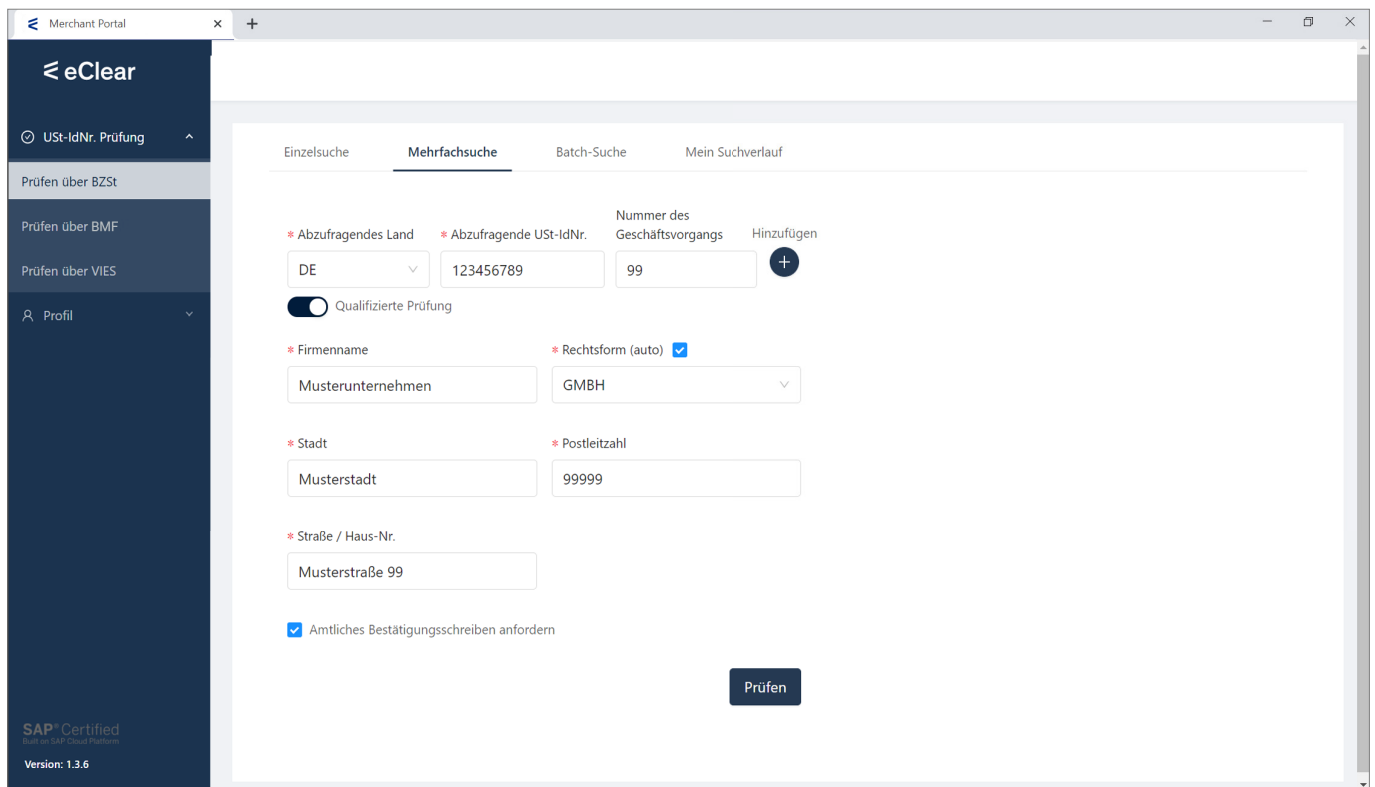 Merchant Portal
eClear
USt-IdNr. Prüfung
Prüfen über BZSt
Prüfen über BMF
Prüfen über VIES
Profil
SAP® Certified
Built on SAP Cloud Platform
Version: 1.3.6
Einzelsuche Mehrfachsuche Batch-Suche Mein Suchverlauf
* Abzufragendes Land * Abzufragende USt-IdNr. Nummer des
Geschäftsvorgangs Hinzufügen
DE 123456789 99
Qualifizierte Prüfung
* Firmenname * Rechtsform (auto)
Musterunternehmen GMBH
* Stadt * Postleitzahl
Musterstadt 99999
* Straße / Haus-Nr.
Musterstraße 99
Amtliches Bestätigungsschreiben anfordern
Prüfen